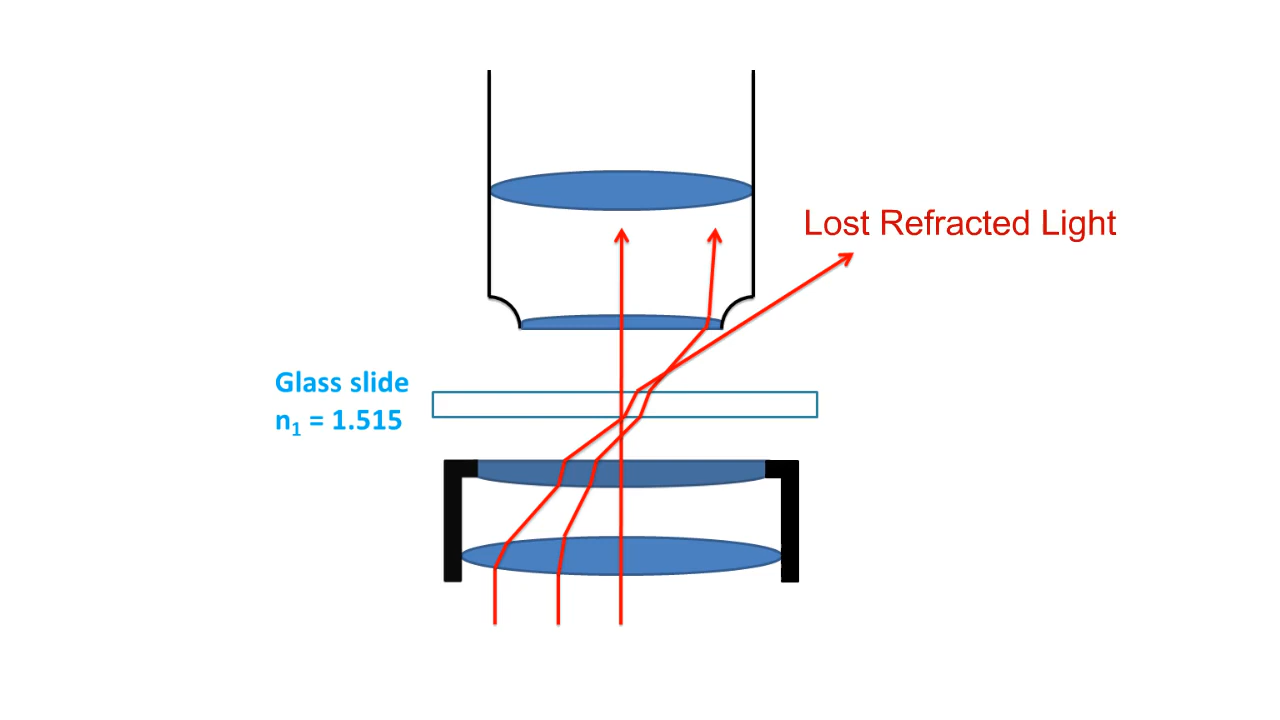 Lost Refracted Light
Glass slide
n₁ = 1.515